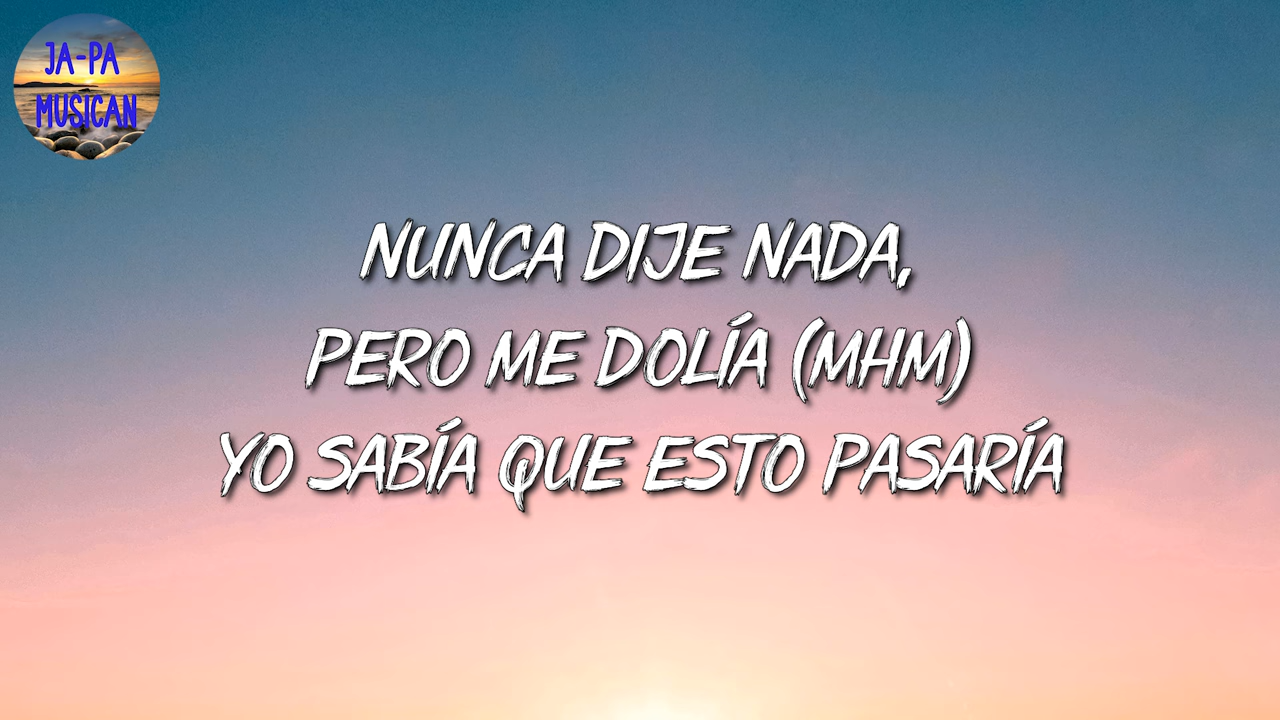 JA-PA
MUSICAN
NUNCA DIJE NADA,
PERO ME DOLÍA (MHM)
YO SABÍA QUE ESTO PASARÍA